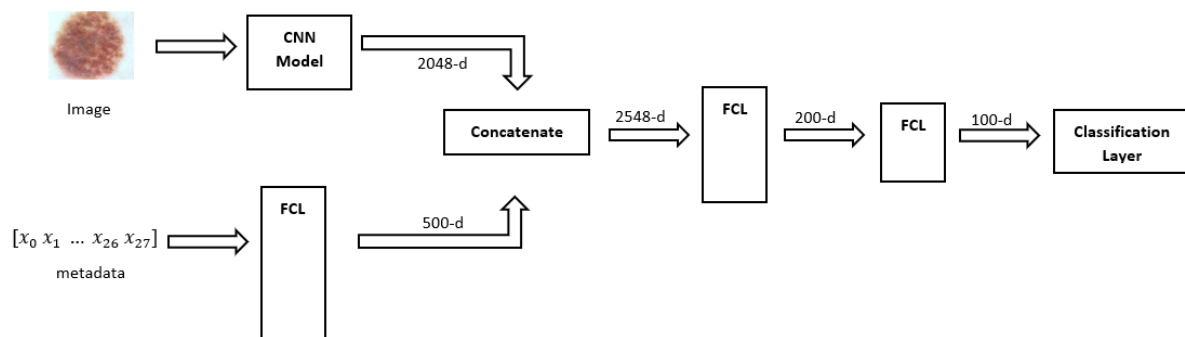 Image
CNN
Model
2048-d
Concatenate
2548-d
FCL
200-d
FCL
100-d
Classification
Layer
[x₀ x₁ … x₂₆ x₂₇]
metadata
FCL
500-d